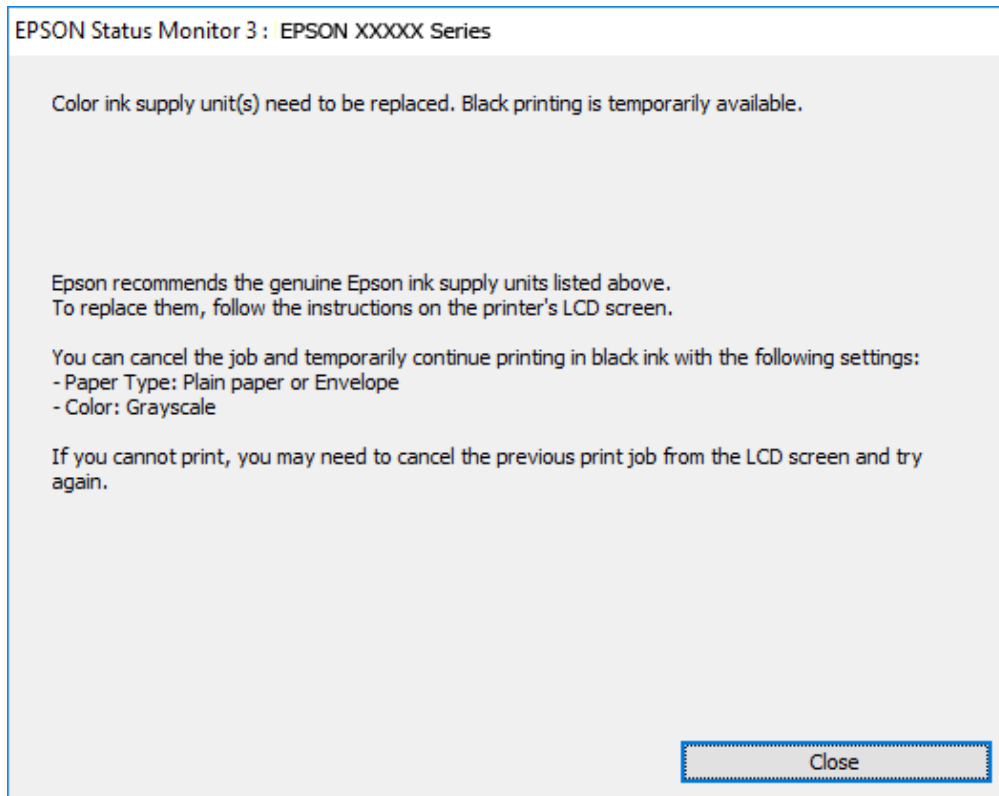 EPSON Status Monitor 3 : EPSON XXXXX Series
Color ink supply unit(s) need to be replaced. Black printing is temporarily available.
Epson recommends the genuine Epson ink supply units listed above.
To replace them, follow the instructions on the printer's LCD screen.
You can cancel the job and temporarily continue printing in black ink with the following settings:
- Paper Type: Plain paper or Envelope
- Color: Grayscale
If you cannot print, you may need to cancel the previous print job from the LCD screen and try
again.
Close